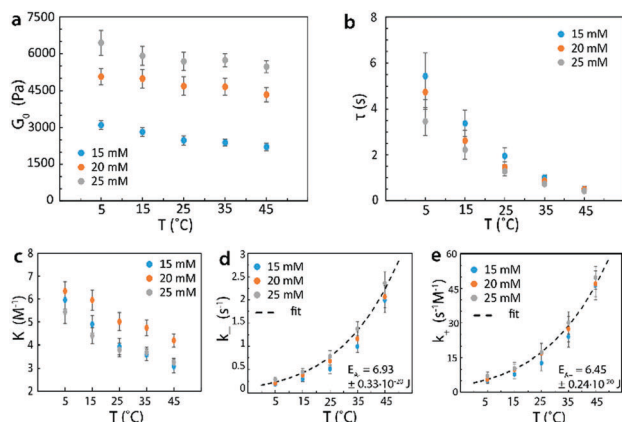 a
7500
6000
4500
3000
1500
0
G₀
(Pa)
15 mM
20 mM
25 mM
5 15 25 35 45
T (˚C)
b
8
6
4
2
0
τ (s)
15 mM
20 mM
25 mM
5 15 25 35 45
T (˚C)
c
8
7
6
5
4
3
2
K (M⁻¹)
15 mM
20 mM
25 mM
5 15 25 35 45
T (˚C)
d
3
2.5
2
1.5
1
0.5
0
k₋ (s⁻¹)
15 mM
20 mM
25 mM
fit
= 6.93
± 0.33·10⁻²⁰ J
5 15 25 35 45
T (˚C)
e
60
45
30
15
0
k₊ (s⁻¹M⁻¹)
15 mM
20 mM
25 mM
fit
= 6.45
± 0.24·10 J
5 15 25 35 45
T (˚C)